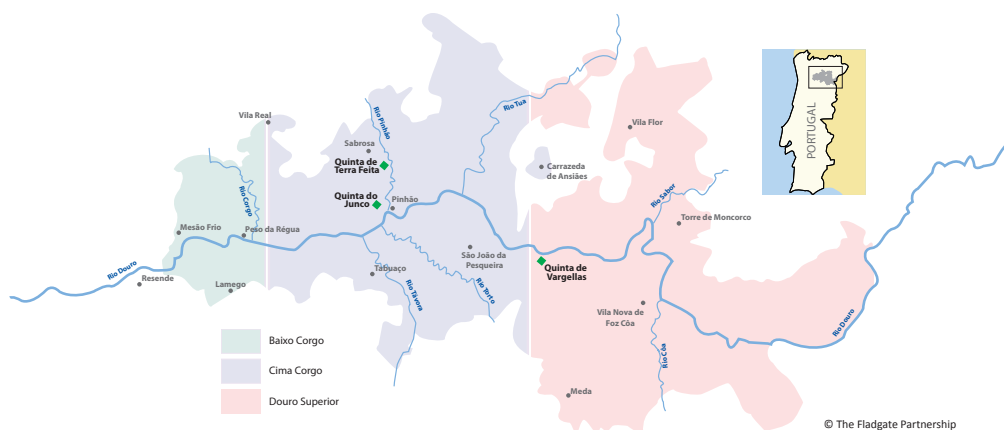 Vila Real
Sabrosa
Rio Pinhão
Rio Tua
Vila Flor
PORTUGAL
Quinta de
Terra Feita
Carrazeda
de Ansiães
Rio Corgo
Quinta do
Junco
Pinhão
Rio Sabor
Torre de Moncorco
Mesão Frio
Peso da Régua
São João da
Pesqueira
Rio Douro
Resende
Lamego
Tabuaço
Rio Távora
Rio Torto
Quinta de
Vargellas
Vila Nova de
Foz Côa
Rio Côa
Rio Douro
Baixo Corgo
Cima Corgo
Douro Superior
Meda
© The Fladgate Partnership